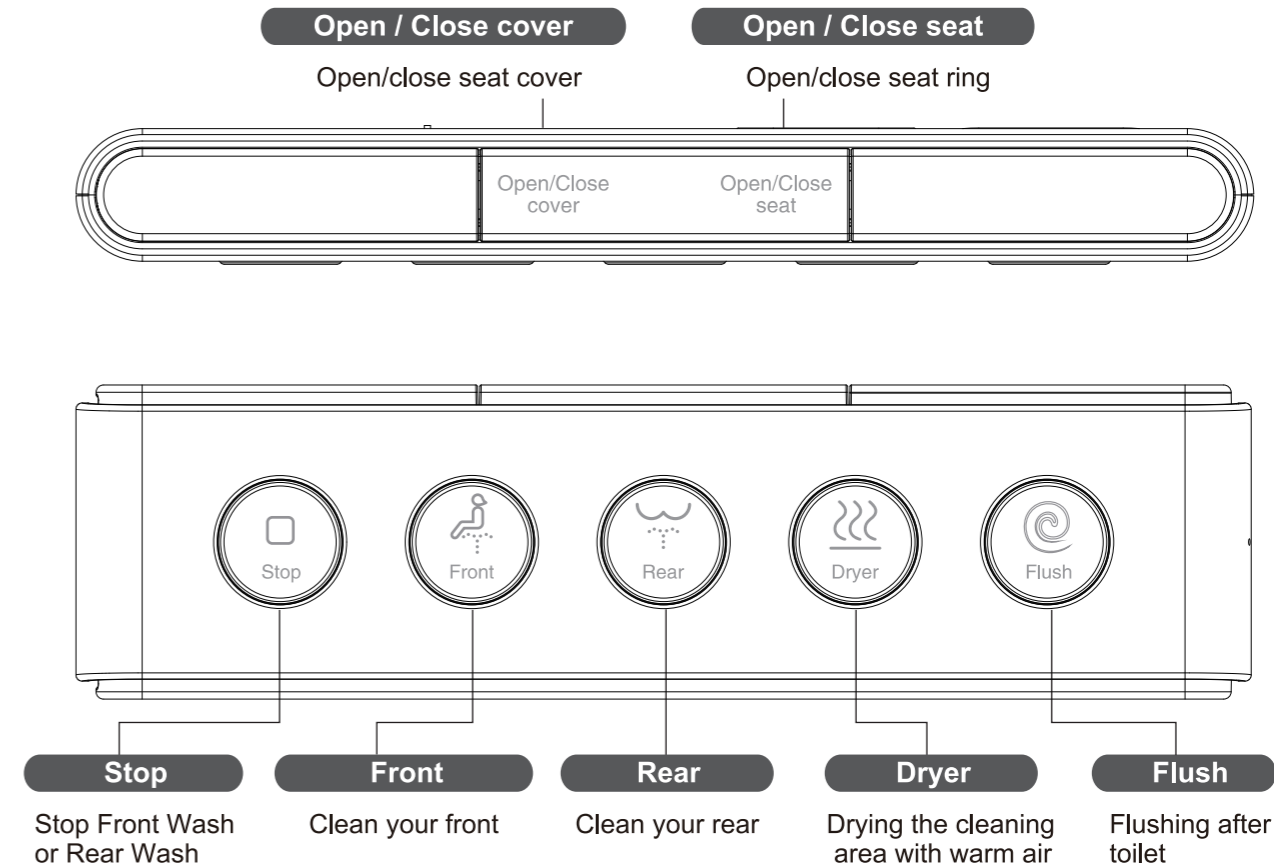 Open / Close cover
Open / Close seat
Open/close seat cover
Open/close seat ring
Open/Close
cover
Open/Close
seat
Stop
Front
Rear
Dryer
Flush
Stop
Front
Rear
Dryer
Flush
Stop Front Wash
or Rear Wash
Clean your front
Clean your rear
Drying the cleaning
area with warm air
Flushing after
toilet